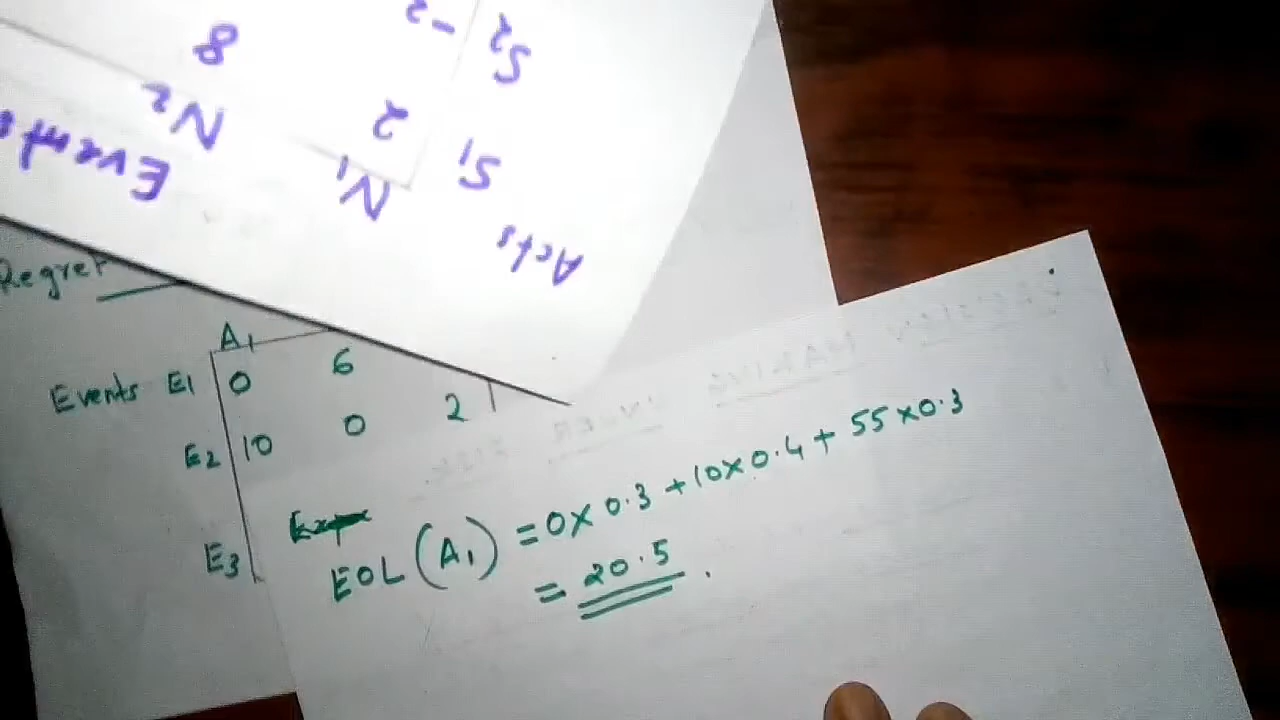 Acts Events
N1 N2
S1 2 8
S2 -2
Regret
A1
Events E1 0 6
E2 10 0 2
E3
EOL (A1) = 0 × 0.3 + 10 × 0.4 + 55 × 0.3
= 20.5.